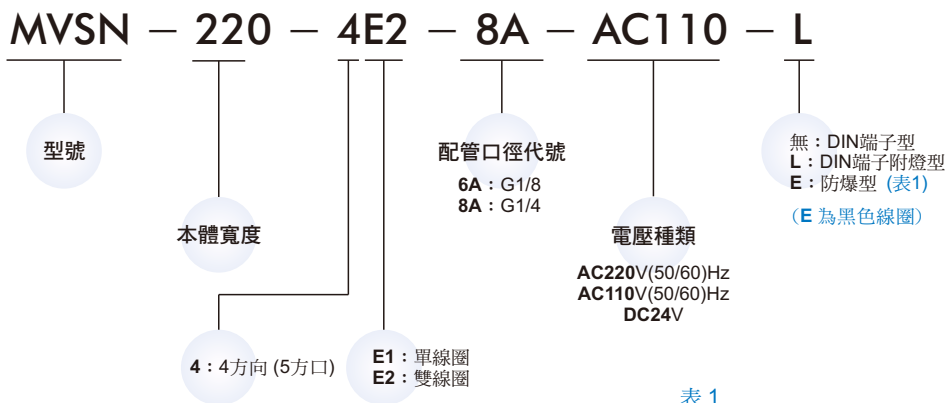 MVSN — 220 — 4E2 — 8A — AC110 — L
型號
本體寬度
4：4方向 (5方口)
E1：單線圈
E2：雙線圈
配管口徑代號
6A：G1/8
8A：G1/4
電壓種類
AC220V(50/60)Hz
AC110V(50/60)Hz
DC24V
無：DIN端子型
L：DIN端子附燈型
E：防爆型 (表1)
（E 為黑色線圈）
表 1